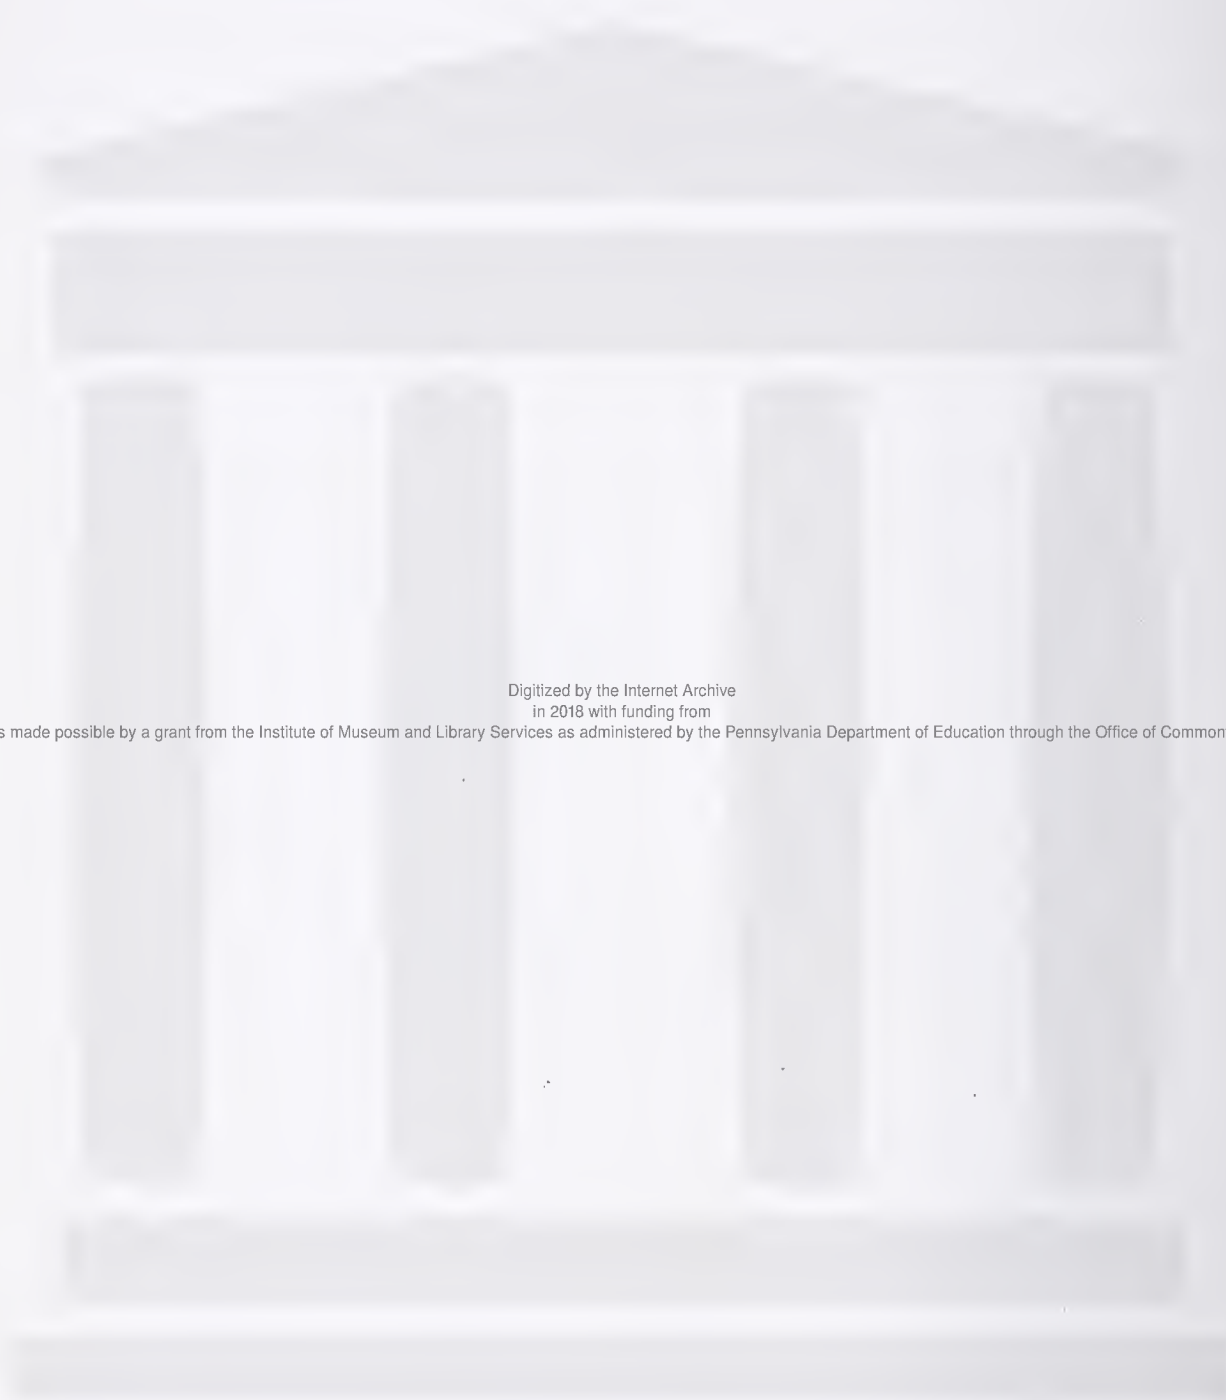 Digitized by the Internet Archive
in 2018 with funding from
s made possible by a grant from the Institute of Museum and Library Services as administered by the Pennsylvania Department of Education through the Office of Common